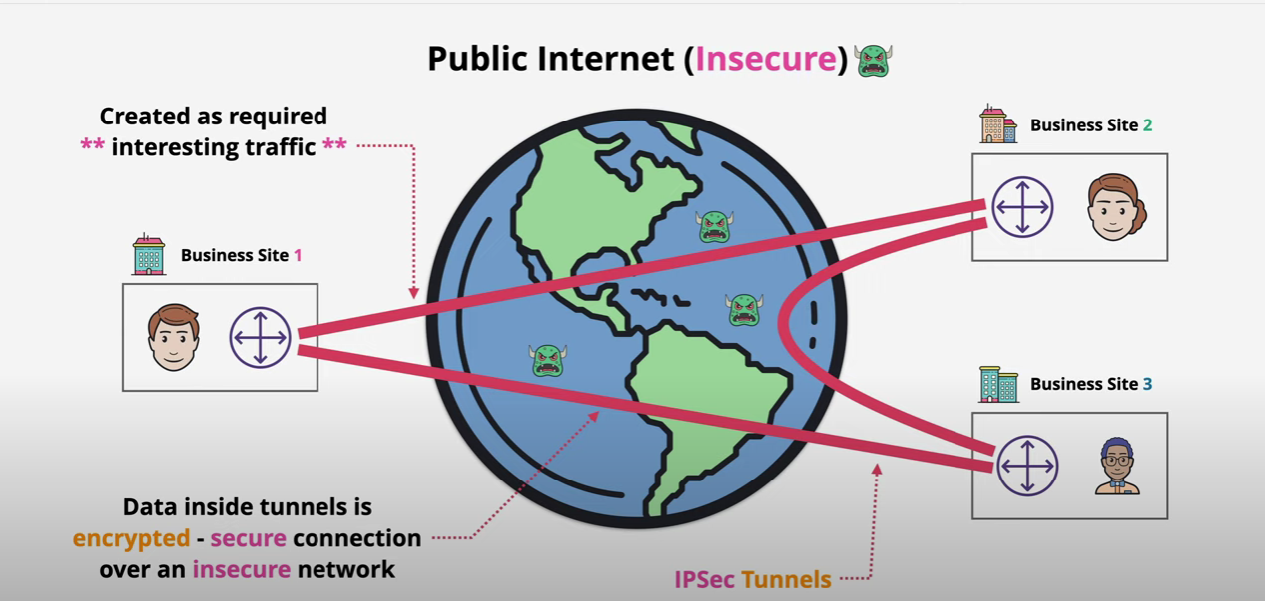 Public Internet (Insecure)
Created as required
** interesting traffic **
Business Site 2
Business Site 1
Business Site 3
Data inside tunnels is
encrypted - secure connection
over an insecure network
IPSec Tunnels